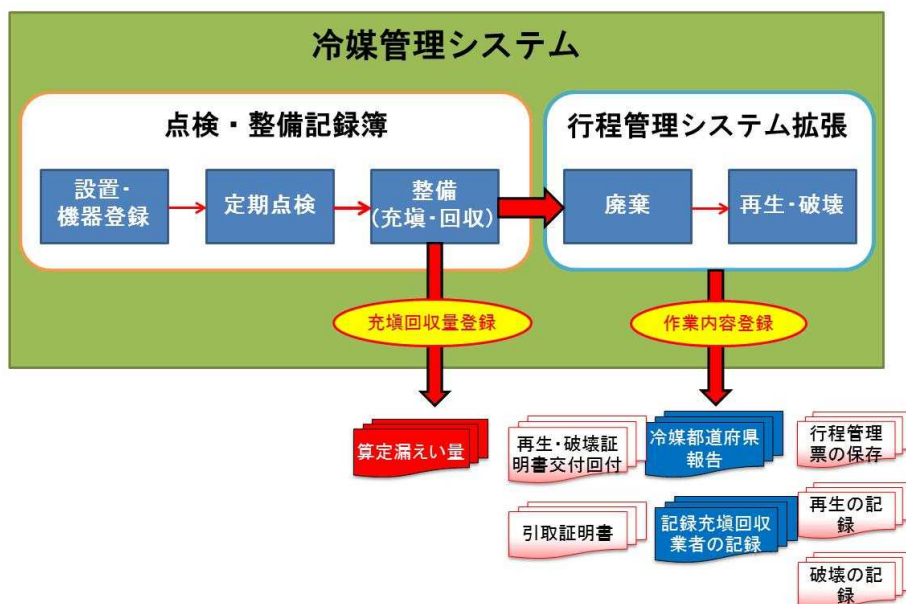 冷媒管理システム
点検・整備記録簿
設置・
機器登録
定期点検
整備
(充塡・回収)
行程管理システム拡張
廃棄
再生・破壊
充塡回収量登録
作業内容登録
算定漏えい量
再生・破壊証
明書交付回付
冷媒都道府県
報告
行程管理
票の保存
引取証明書
記録充塡回収
業者の記録
再生の記
録
破壊の記
録